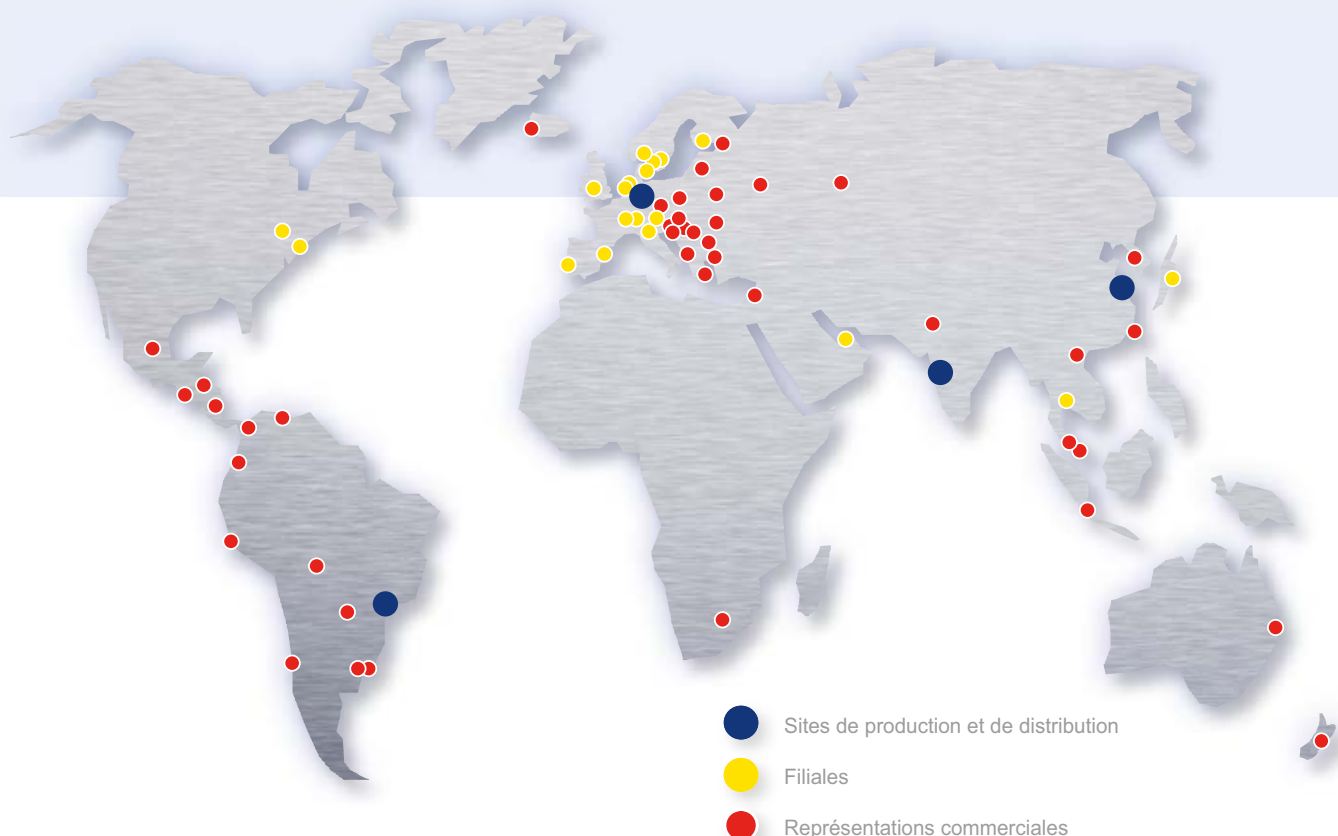 Sites de production et de distribution
Filiales
Représentations commerciales